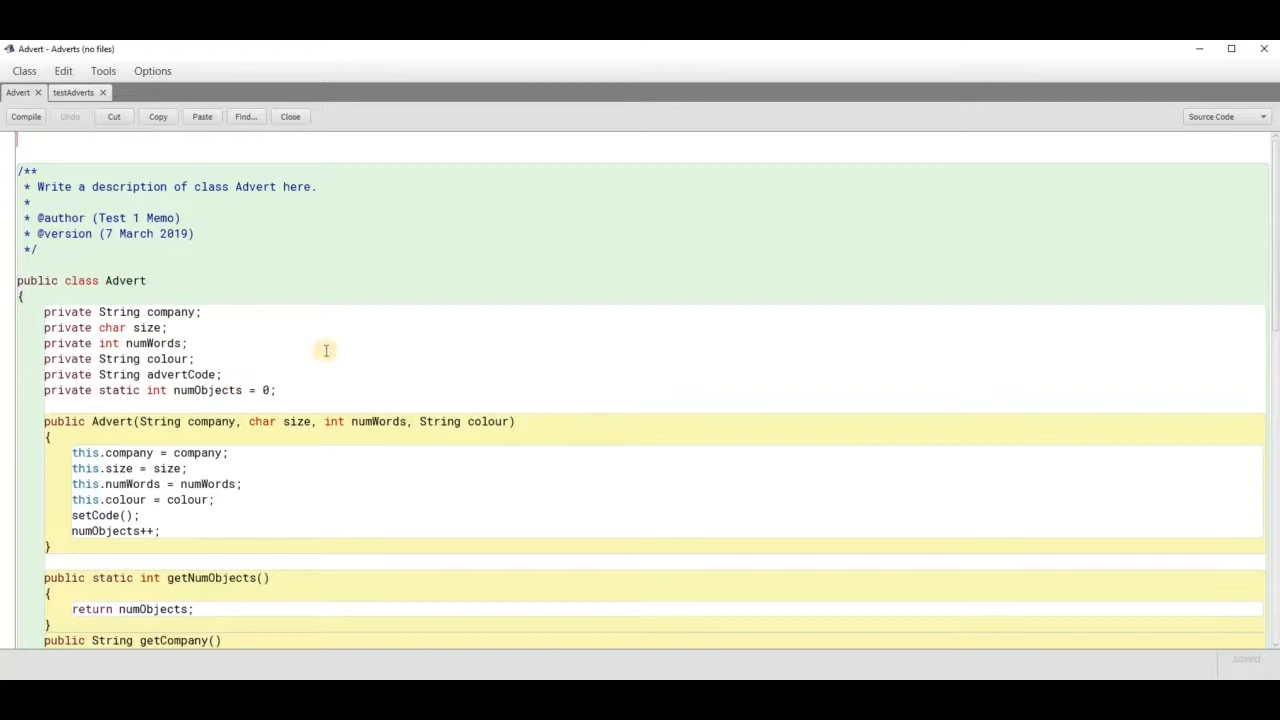 Advert - Adverts (no files)
Class Edit Tools Options
Advert testAdverts
Compile Undo Cut Copy Paste Find... Close Source Code
/**
 * Write a description of class Advert here.
 *
 * @author (Test 1 Memo)
 * @version (7 March 2019)
 */
public class Advert
{
    private String company;
    private char size;
    private int numWords;
    private String colour;
    private String advertCode;
    private static int numObjects = 0;
    public Advert(String company, char size, int numWords, String colour)
    {
        this.company = company;
        this.size = size;
        this.numWords = numWords;
        this.colour = colour;
        setCode();
        numObjects++;
    }
    public static int getNumObjects()
    {
        return numObjects;
    }
    public String getCompany()
saved